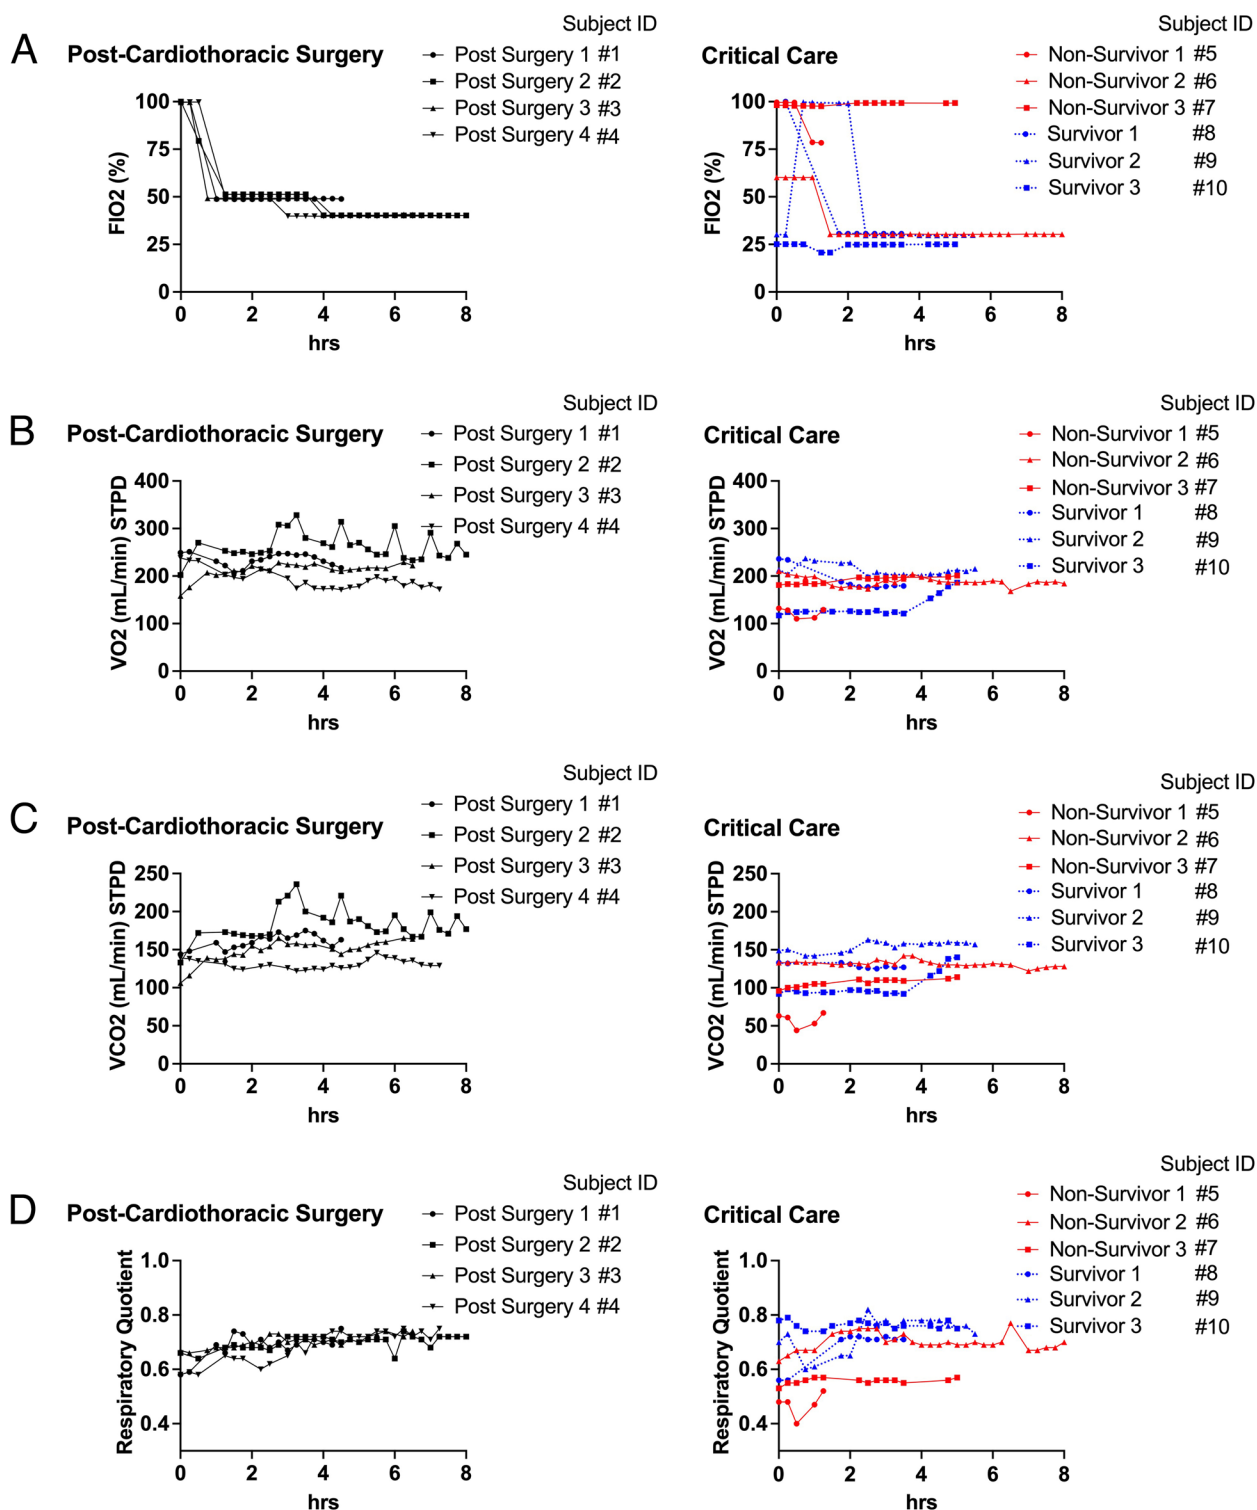 A
Post-Cardiothoracic Surgery
Subject ID
Post Surgery 1 #1
Post Surgery 2 #2
Post Surgery 3 #3
Post Surgery 4 #4
FIO2 (%)
100
75
50
25
0
0 2 4 6 8
hrs
Critical Care
Subject ID
Non-Survivor 1 #5
Non-Survivor 2 #6
Non-Survivor 3 #7
Survivor 1 #8
Survivor 2 #9
Survivor 3 #10
FIO2 (%)
100
75
50
25
0
0 2 4 6 8
hrs
B
Post-Cardiothoracic Surgery
Subject ID
Post Surgery 1 #1
Post Surgery 2 #2
Post Surgery 3 #3
Post Surgery 4 #4
VO2 (mL/min) STPD
400
300
200
100
0
0 2 4 6 8
hrs
Critical Care
Subject ID
Non-Survivor 1 #5
Non-Survivor 2 #6
Non-Survivor 3 #7
Survivor 1 #8
Survivor 2 #9
Survivor 3 #10
VO2 (mL/min) STPD
400
300
200
100
0
0 2 4 6 8
hrs
C
Post-Cardiothoracic Surgery
Subject ID
Post Surgery 1 #1
Post Surgery 2 #2
Post Surgery 3 #3
Post Surgery 4 #4
VCO2 (mL/min) STPD
250
200
150
100
50
0
0 2 4 6 8
hrs
Critical Care
Subject ID
Non-Survivor 1 #5
Non-Survivor 2 #6
Non-Survivor 3 #7
Survivor 1 #8
Survivor 2 #9
Survivor 3 #10
VCO2 (mL/min) STPD
250
200
150
100
50
0
0 2 4 6 8
hrs
D
Post-Cardiothoracic Surgery
Subject ID
Post Surgery 1 #1
Post Surgery 2 #2
Post Surgery 3 #3
Post Surgery 4 #4
Respiratory Quotient
1.0
0.8
0.6
0.4
0 2 4 6 8
hrs
Critical Care
Subject ID
Non-Survivor 1 #5
Non-Survivor 2 #6
Non-Survivor 3 #7
Survivor 1 #8
Survivor 2 #9
Survivor 3 #10
Respiratory Quotient
1.0
0.8
0.6
0.4
0 2 4 6 8
hrs